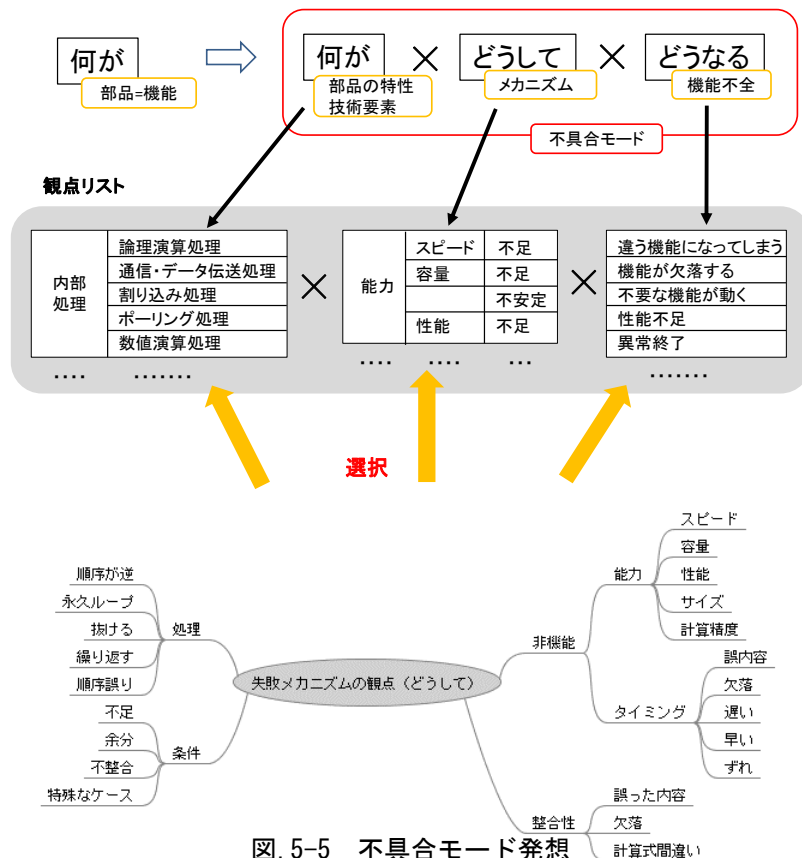 何が
部品=機能
何が
部品の特性
技術要素
×
どうして
メカニズム
×
どうなる
機能不全
不具合モード
観点リスト
内部
処理
論理演算処理
通信・データ伝送処理
割り込み処理
ポーリング処理
数値演算処理
....
.......
×
能力
スピード
不足
容量
不足
不安定
性能
不足
....
....
...
×
違う機能になってしまう
機能が欠落する
不要な機能が動く
性能不足
異常終了
.......
選択
失敗メカニズムの観点（どうして）
処理
順序が逆
永久ループ
抜ける
繰り返す
順序誤り
条件
不足
余分
不整合
特殊なケース
非機能
能力
スピード
容量
性能
サイズ
計算精度
タイミング
誤内容
欠落
遅い
早い
ずれ
整合性
誤った内容
欠落
計算式間違い
図.5-5　不具合モード発想